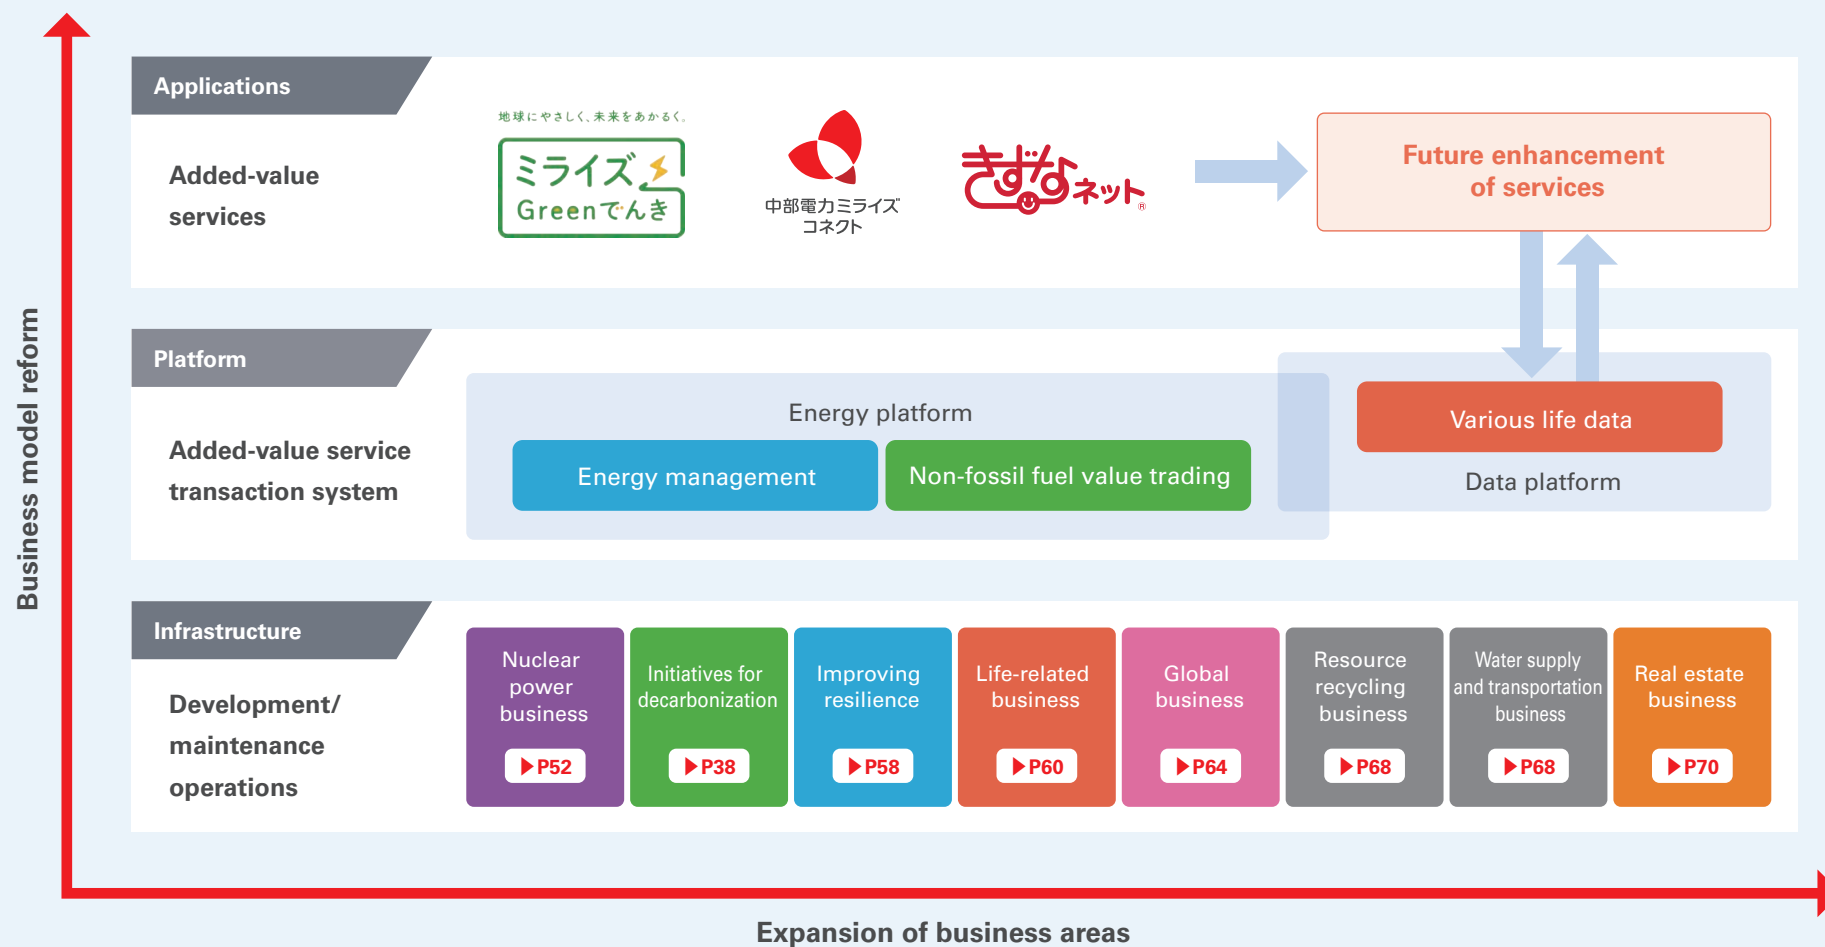 Applications
Added-value
services
地球にやさしく、未来をあかるく。
ミライズ
Greenでんき
中部電力ミライズ
コネクト
きずなネット®
Future enhancement
of services
Platform
Added-value service
transaction system
Energy platform
Energy management
Non-fossil fuel value trading
Various life data
Data platform
Infrastructure
Development/
maintenance
operations
Nuclear
power
business
P52
Initiatives for
decarbonization
P38
Improving
resilience
P58
Life-related
business
P60
Global
business
P64
Resource
recycling
business
P68
Water supply
and transportation
business
P68
Real estate
business
P70
Business model reform
Expansion of business areas